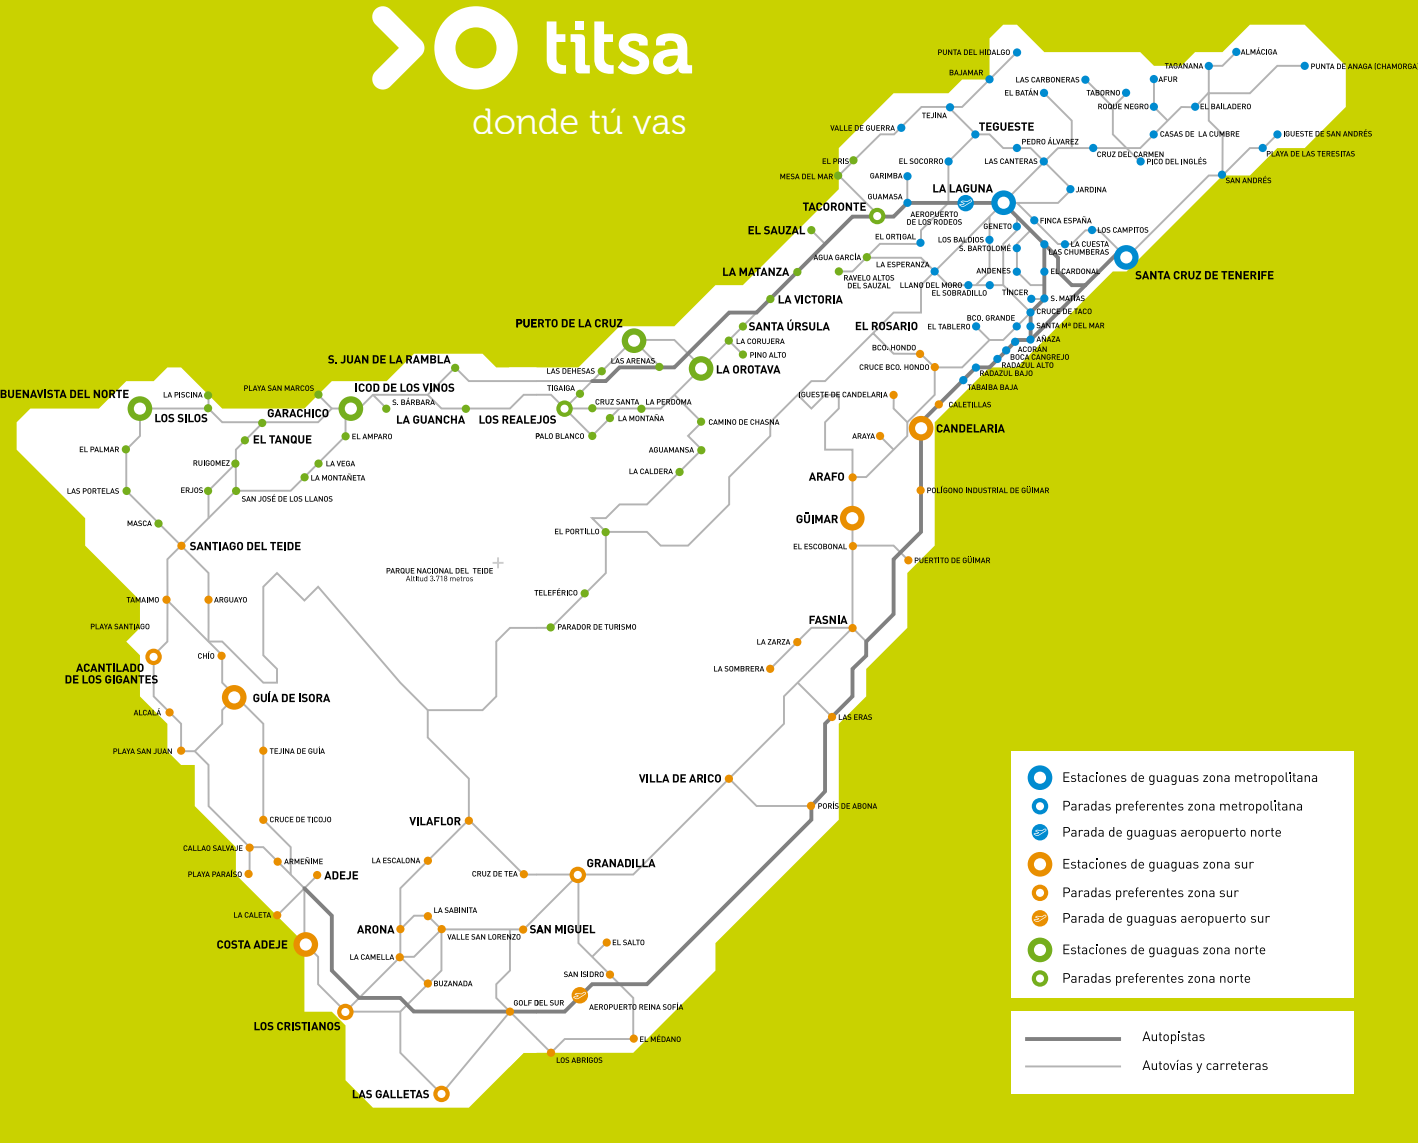 titsa
donde tú vas
PUNTA DEL HIDALGO
BAJAMAR
LAS CARBONERAS
EL BATÁN
TABORNO
ROQUE NEGRO
AFUR
TAGANANA
ALMÁCIGA
PUNTA DE ANAGA (CHAMORGA)
EL BAILADERO
TEJINA
VALLE DE GUERRA
TEGUESTE
PEDRO ÁLVAREZ
CASAS DE LA CUMBRE
IGUESTE DE SAN ANDRÉS
PLAYA DE LAS TERESITAS
CRUZ DEL CARMEN
PICO DEL INGLÉS
SAN ANDRÉS
EL PRIS
MESA DEL MAR
EL SOCORRO
LAS CANTERAS
GARIMBA
LA LAGUNA
JARDINA
GUAMASA
TACORONTE
AEROPUERTO
DE LOS RODEOS
GENETO
FINCA ESPAÑA
LOS CAMPITOS
EL SAUZAL
EL ORTIGAL
LOS BALDIOS
S. BARTOLOMÉ
LA CUESTA
LAS CHUMBERAS
AGUA GARCÍA
LA ESPERANZA
LA MATANZA
RAVELO ALTOS
DEL SAUZAL
LLANO DEL MORO
ANDENES
EL CARDONAL
SANTA CRUZ DE TENERIFE
EL SOBRADILLO
TÍNCER
S. MATÍAS
LA VICTORIA
CRUCE DE TACO
PUERTO DE LA CRUZ
SANTA ÚRSULA
EL ROSARIO
BCO. GRANDE
EL TABLERO
SANTA Mª DEL MAR
LA CORUJERA
PINO ALTO
BCO. HONDO
AÑAZA
ACORÁN
BOCA CANGREJO
RADAZUL ALTO
RADAZUL BAJO
TABAIBA BAJA
S. JUAN DE LA RAMBLA
LAS ARENAS
LAS DEHESAS
LA OROTAVA
CRUCE BCO. HONDO
BUENAVISTA DEL NORTE
LA PISCINA
PLAYA SAN MARCOS
ICOD DE LOS VINOS
TIGAIGA
IGUESTE DE CANDELARIA
CALETILLAS
LOS SILOS
GARACHICO
S. BÁRBARA
LA GUANCHA
LOS REALEJOS
CRUZ SANTA
LA PERDOMA
LA MONTAÑA
CAMINO DE CHASNA
CANDELARIA
EL TANQUE
EL AMPARO
PALO BLANCO
ARAYA
EL PALMAR
RUIGOMEZ
LA VEGA
LA MONTAÑETA
AGUAMANSA
LA CALDERA
ARAFO
LAS PORTELAS
ERJOS
SAN JOSÉ DE LOS LLANOS
POLÍGONO INDUSTRIAL DE GÜIMAR
MASCA
GÜIMAR
EL PORTILLO
SANTIAGO DEL TEIDE
EL ESCOBONAL
PUERTITO DE GÜIMAR
PARQUE NACIONAL DEL TEIDE
Altitud 3.718 metros
TELEFÉRICO
TAMAIMO
ARGUAYO
PLAYA SANTIAGO
PARADOR DE TURISMO
FASNIA
LA ZARZA
CHÍO
LA SOMBRERA
ACANTILADO
DE LOS GIGANTES
GUÍA DE ISORA
ALCALÁ
LAS ERAS
PLAYA SAN JUAN
TEJINA DE GUÍA
VILLA DE ARICO
PORÍS DE ABONA
CRUCE DE TICOJO
VILAFLOR
CALLAO SALVAJE
ARMEÑIME
LA ESCALONA
GRANADILLA
PLAYA PARAÍSO
ADEJE
CRUZ DE TEA
LA CALETA
LA SABINITA
ARONA
VALLE SAN LORENZO
SAN MIGUEL
COSTA ADEJE
EL SALTO
LA CAMELLA
SAN ISIDRO
BUZANADA
GOLF DEL SUR
AEROPUERTO REINA SOFÍA
LOS CRISTIANOS
EL MÉDANO
LOS ABRIGOS
LAS GALLETAS
Estaciones de guaguas zona metropolitana
Paradas preferentes zona metropolitana
Parada de guaguas aeropuerto norte
Estaciones de guaguas zona sur
Paradas preferentes zona sur
Parada de guaguas aeropuerto sur
Estaciones de guaguas zona norte
Paradas preferentes zona norte
Autopistas
Autovías y carreteras